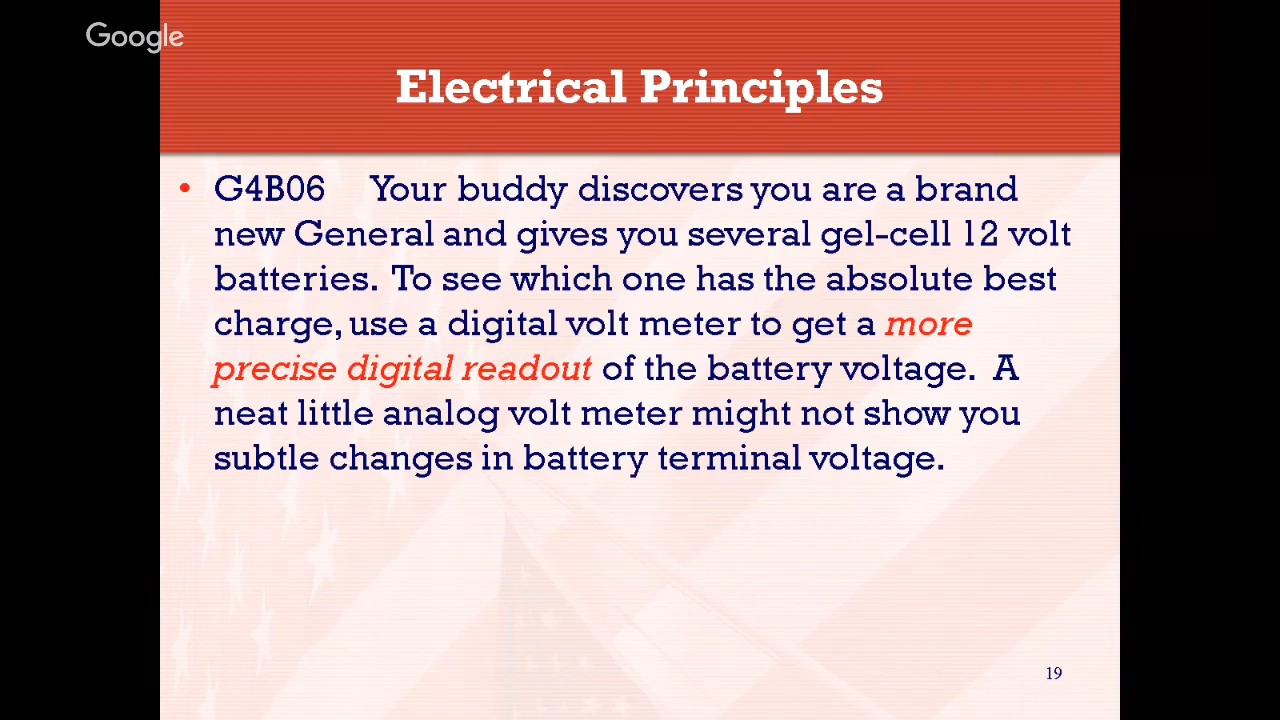 Google
Electrical Principles
• G4B06 Your buddy discovers you are a brand
new General and gives you several gel-cell 12 volt
batteries. To see which one has the absolute best
charge, use a digital volt meter to get a more
precise digital readout of the battery voltage. A
neat little analog volt meter might not show you
subtle changes in battery terminal voltage.
19